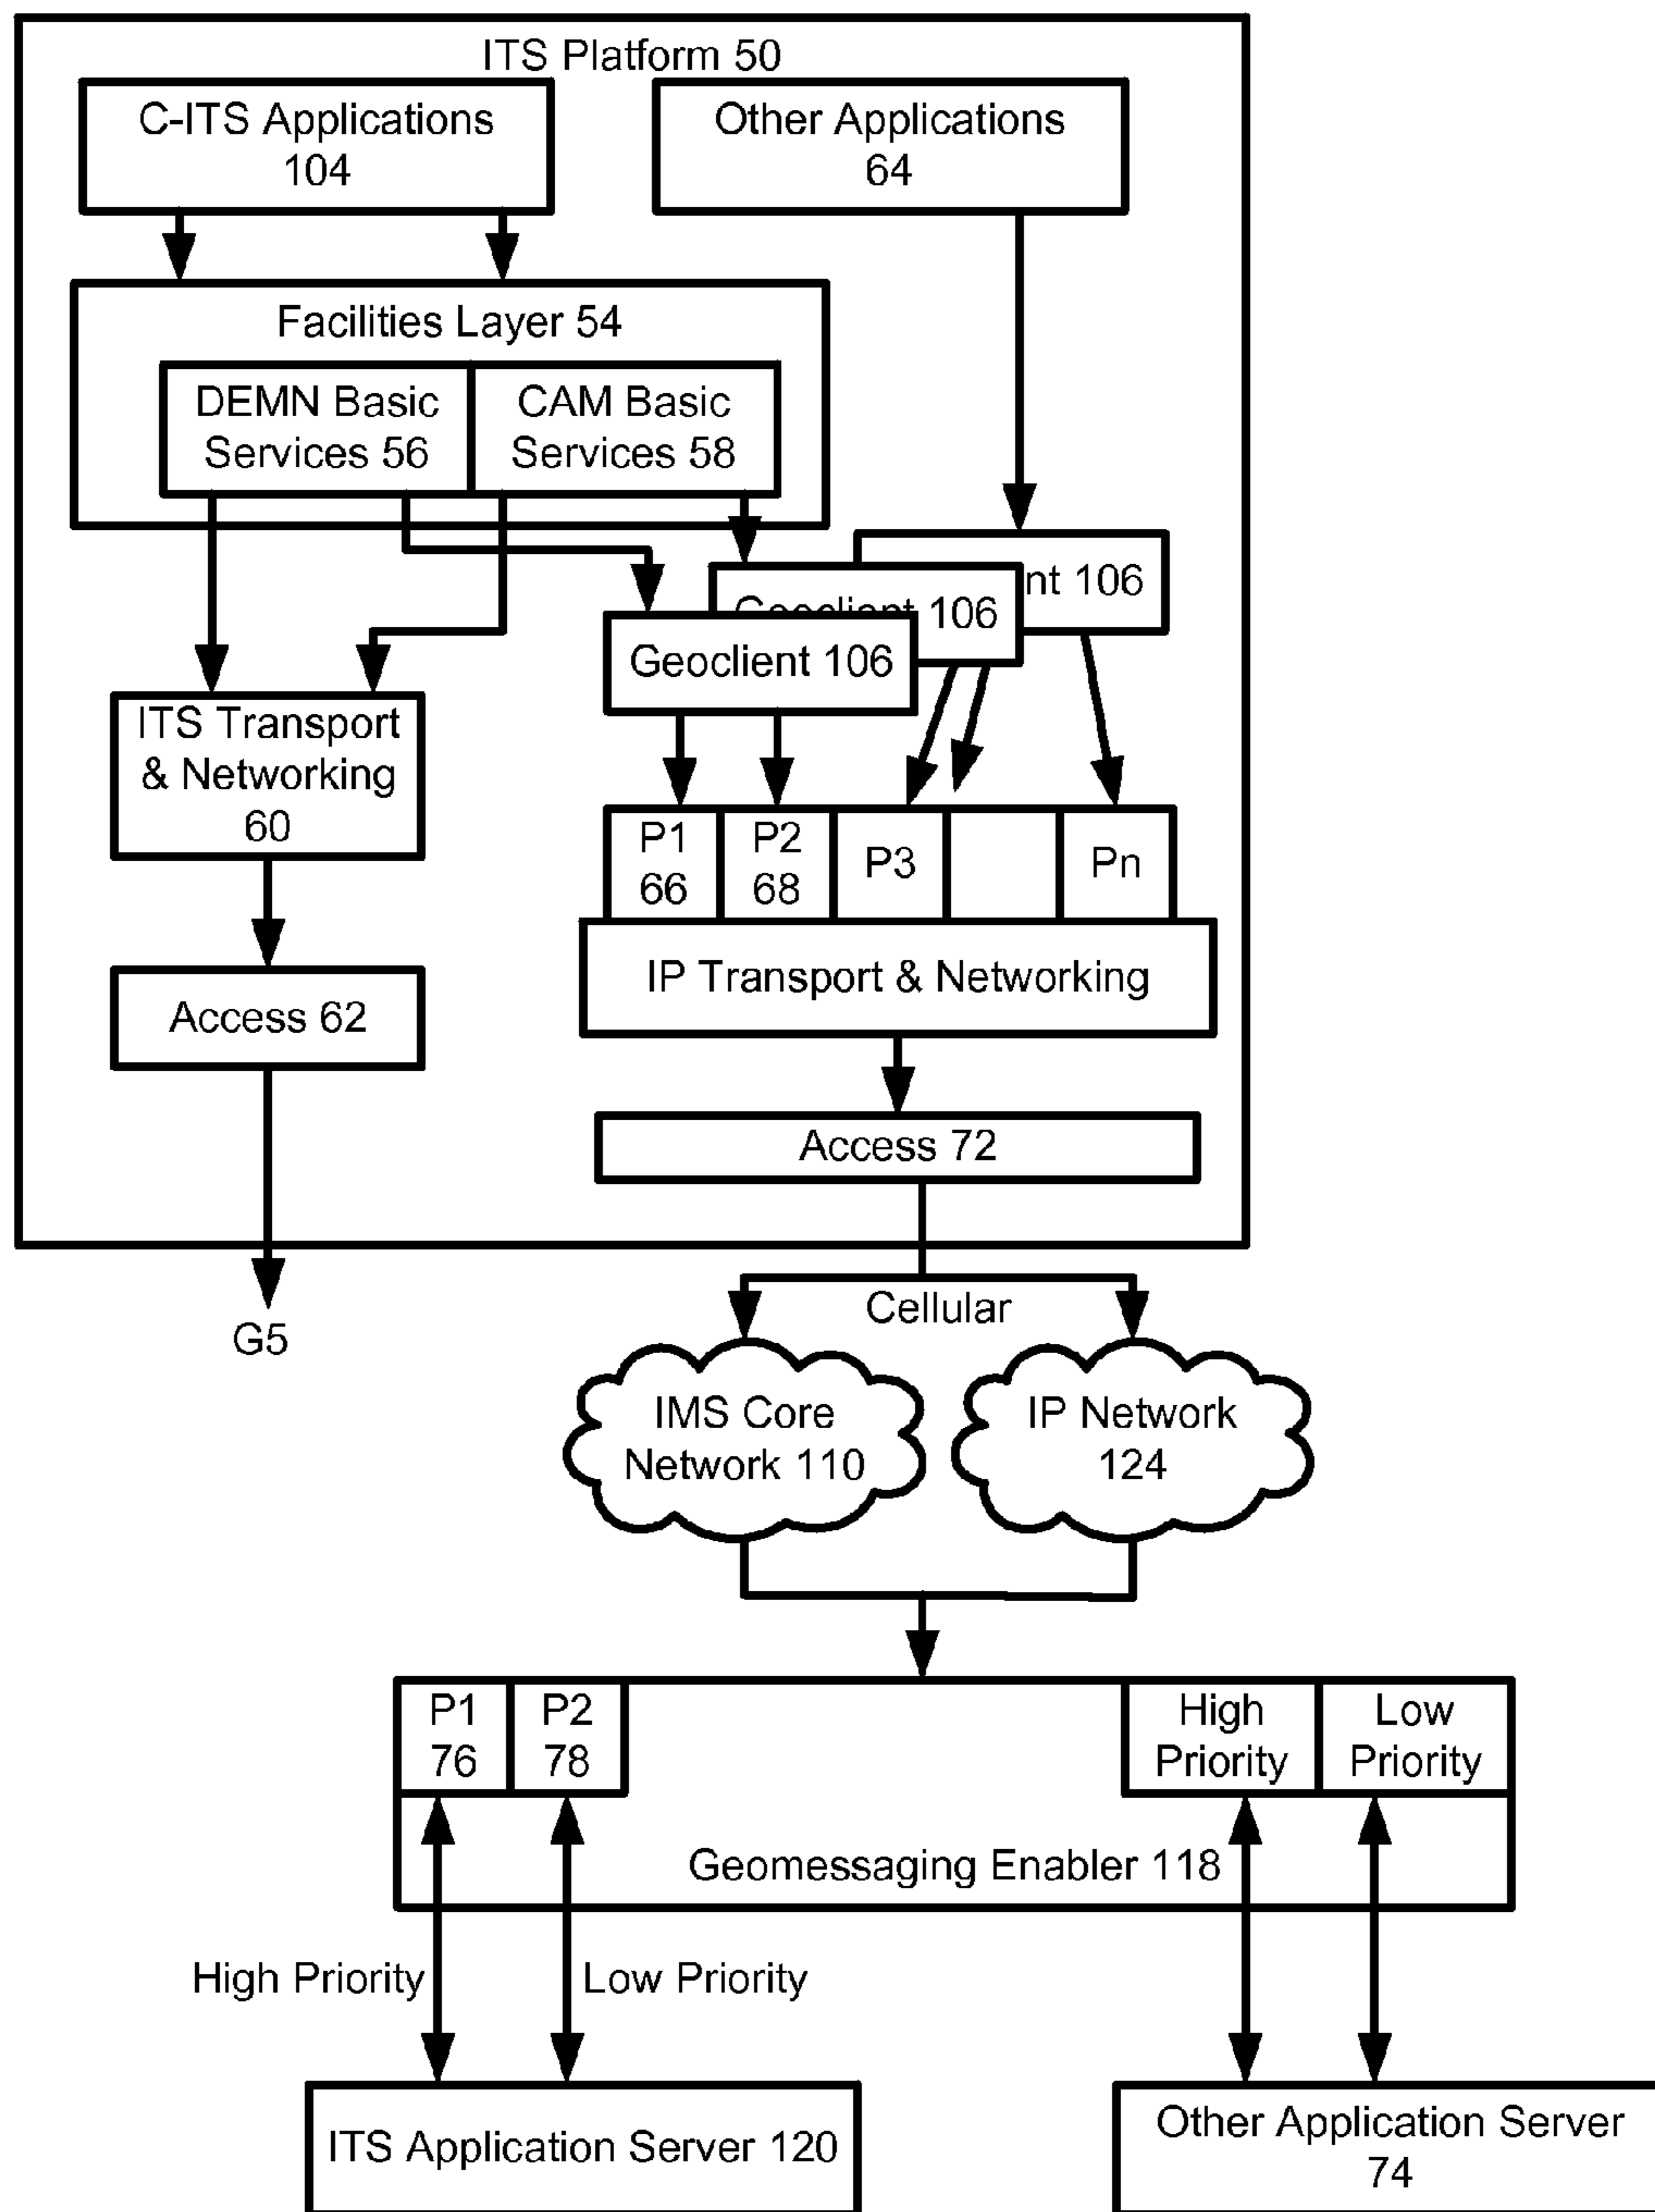 ITS Platform 50
C-ITS Applications
104
Other Applications
64
Facilities Layer 54
DEMN Basic
Services 56
CAM Basic
Services 58
nt 106
Geoclient 106
Geoclient 106
ITS Transport
& Networking
60
P1
66
P2
68
P3
Pn
IP Transport & Networking
Access 62
Access 72
G5
Cellular
IMS Core
Network 110
IP Network
124
P1
76
P2
78
High
Priority
Low
Priority
Geomessaging Enabler 118
High Priority
Low Priority
ITS Application Server 120
Other Application Server
74